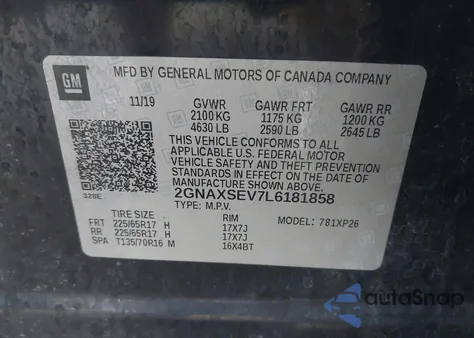 GM
MFD BY GENERAL MOTORS OF CANADA COMPANY
11/19 GVWR GAWR FRT GAWR RR
2100 KG 1175 KG 1200 KG
4630 LB 2590 LB 2645 LB
THIS VEHICLE CONFORMS TO ALL
APPLICABLE U.S. FEDERAL MOTOR
VEHICLE SAFETY AND THEFT PREVENTION
STANDARDS IN EFFECT ON THE DATE OF
MANUFACTURE SHOWN ABOVE.
328E 2GNAXSEV7L6181858
TYPE: M.P.V.
TIRE SIZE RIM MODEL: 781XP26
FRT 225/65R17 H 17X7J
RR 225/65R17 H 17X7J
SPA T135/70R16 M 16X4BT
autoSnap